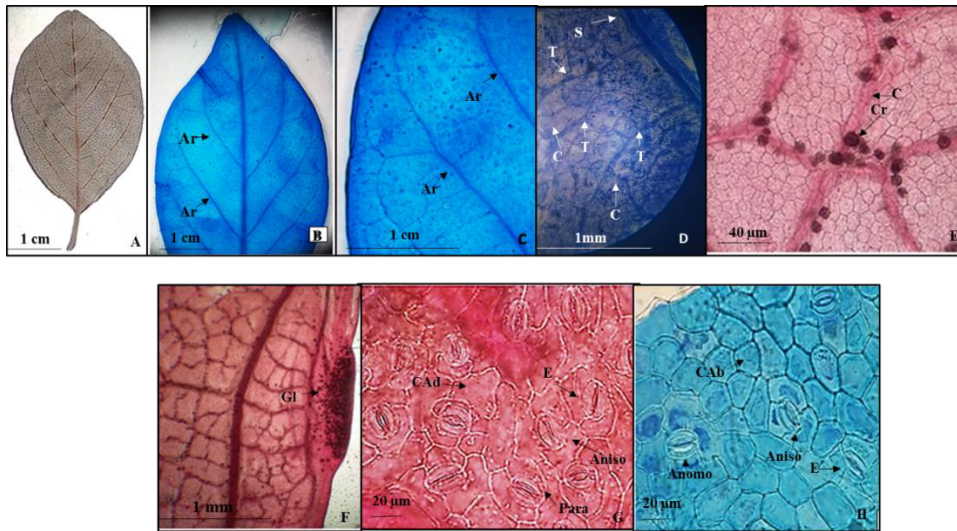 1 cm
A
Ar
Ar
1 cm
B
Ar
Ar
1 cm
C
S
S
T
T
T
C
C
1mm
D
C
Cr
40 µm
E
Gl
1 mm
F
CAd
E
Aniso
Para
20 µm
G
CAb
Aniso
Anomo
E
20 µm
H